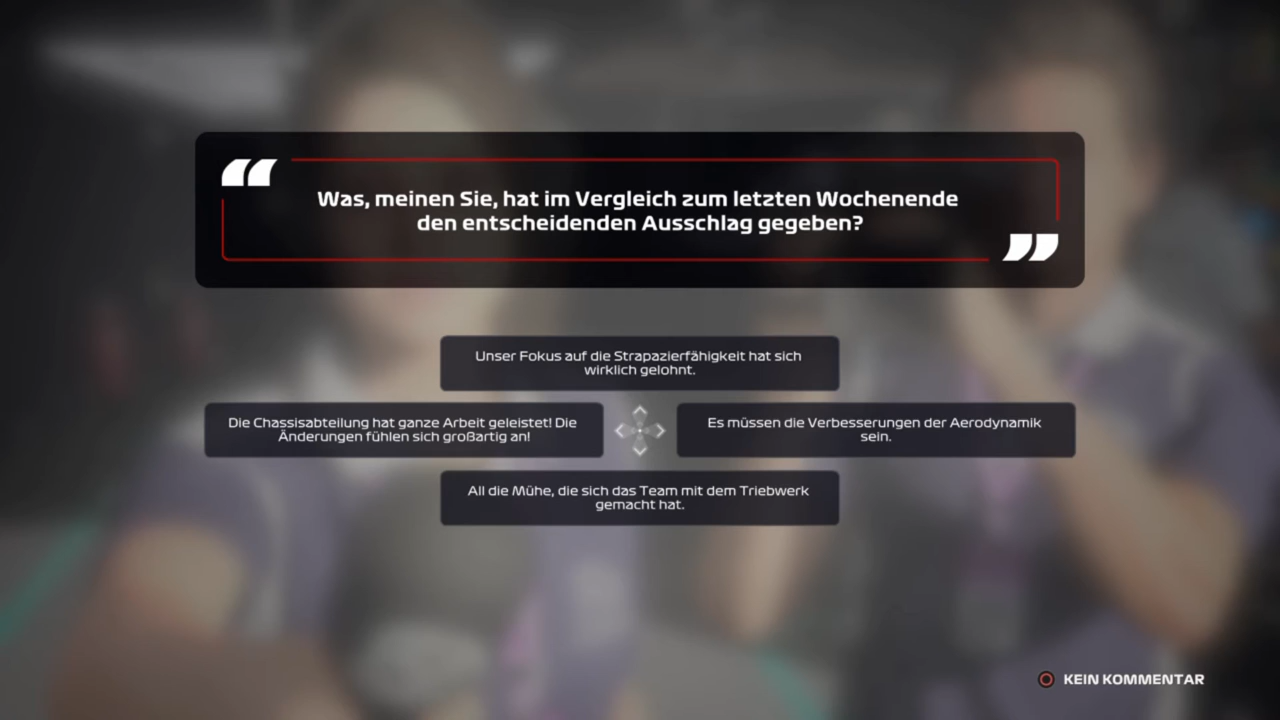 Was, meinen Sie, hat im Vergleich zum letzten Wochenende
den entscheidenden Ausschlag gegeben?
Unser Fokus auf die Strapazierfähigkeit hat sich
wirklich gelohnt.
Die Chassisabteilung hat ganze Arbeit geleistet! Die
Änderungen fühlen sich großartig an!
Es müssen die Verbesserungen der Aerodynamik
sein.
All die Mühe, die sich das Team mit dem Triebwerk
gemacht hat.
KEIN KOMMENTAR